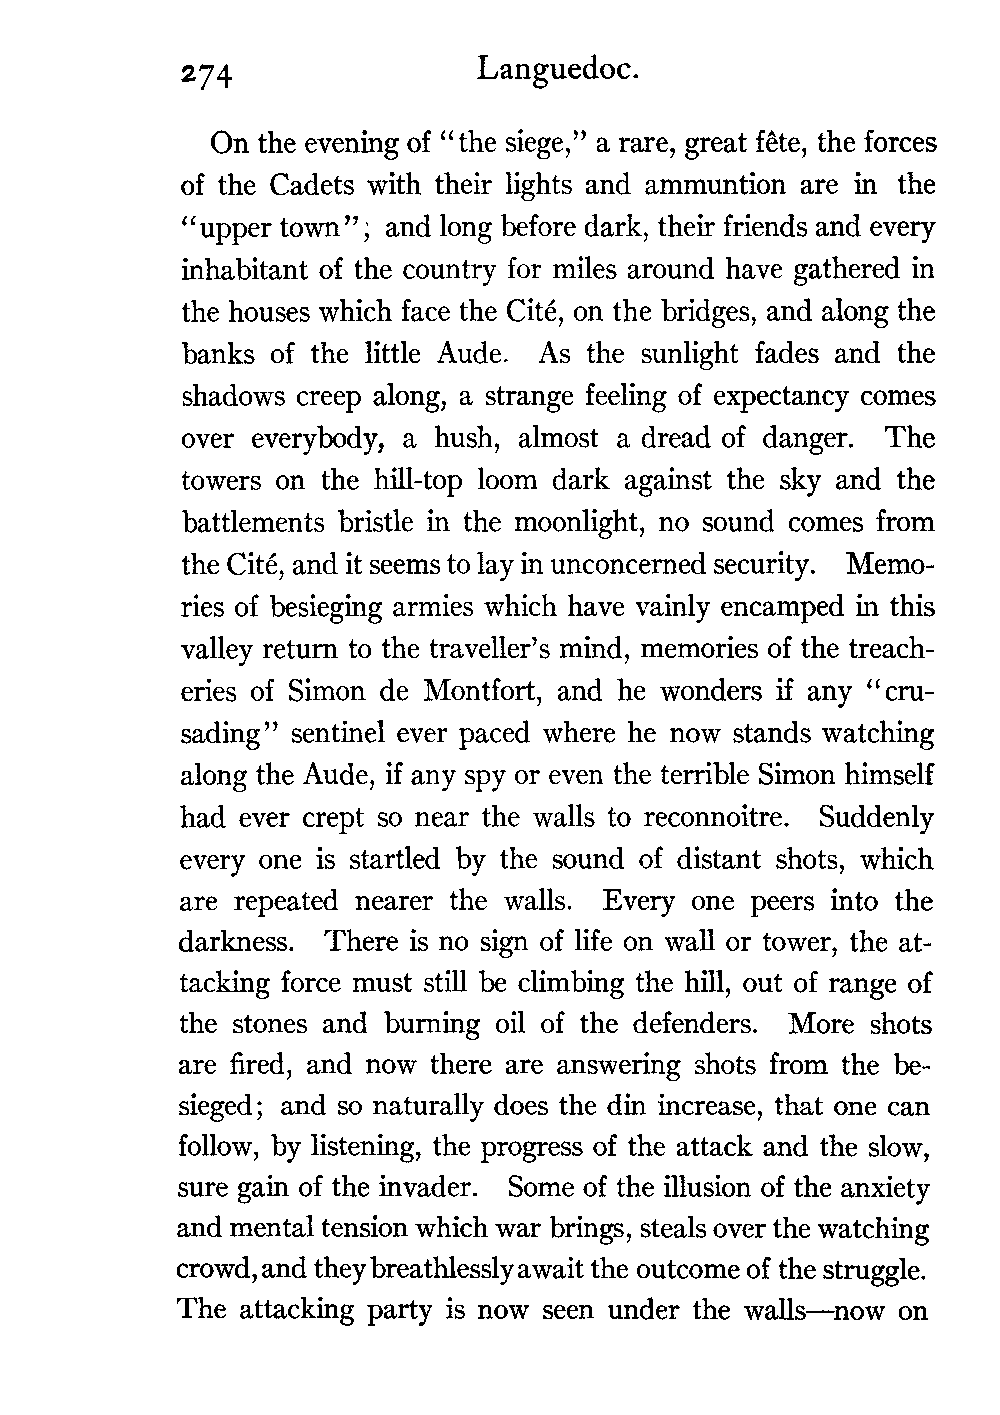 274 Languedoc.
On the evening of "the siege," a rare, great fête, the forces
of the Cadets with their lights and ammuntion are in the
"upper town"; and long before dark, their friends and every
inhabitant of the country for miles around have gathered in
the houses which face the Cité, on the bridges, and along the
banks of the little Aude. As the sunlight fades and the
shadows creep along, a strange feeling of expectancy comes
over everybody, a hush, almost a dread of danger. The
towers on the hill-top loom dark against the sky and the
battlements bristle in the moonlight, no sound comes from
the Cité, and it seems to lay in unconcerned security. Memo-
ries of besieging armies which have vainly encamped in this
valley return to the traveller's mind, memories of the treach-
eries of Simon de Montfort, and he wonders if any "cru-
sading" sentinel ever paced where he now stands watching
along the Aude, if any spy or even the terrible Simon himself
had ever crept so near the walls to reconnoitre. Suddenly
every one is startled by the sound of distant shots, which
are repeated nearer the walls. Every one peers into the
darkness. There is no sign of life on wall or tower, the at-
tacking force must still be climbing the hill, out of range of
the stones and burning oil of the defenders. More shots
are fired, and now there are answering shots from the be-
sieged; and so naturally does the din increase, that one can
follow, by listening, the progress of the attack and the slow,
sure gain of the invader. Some of the illusion of the anxiety
and mental tension which war brings, steals over the watching
crowd, and they breathlessly await the outcome of the struggle.
The attacking party is now seen under the walls—now on